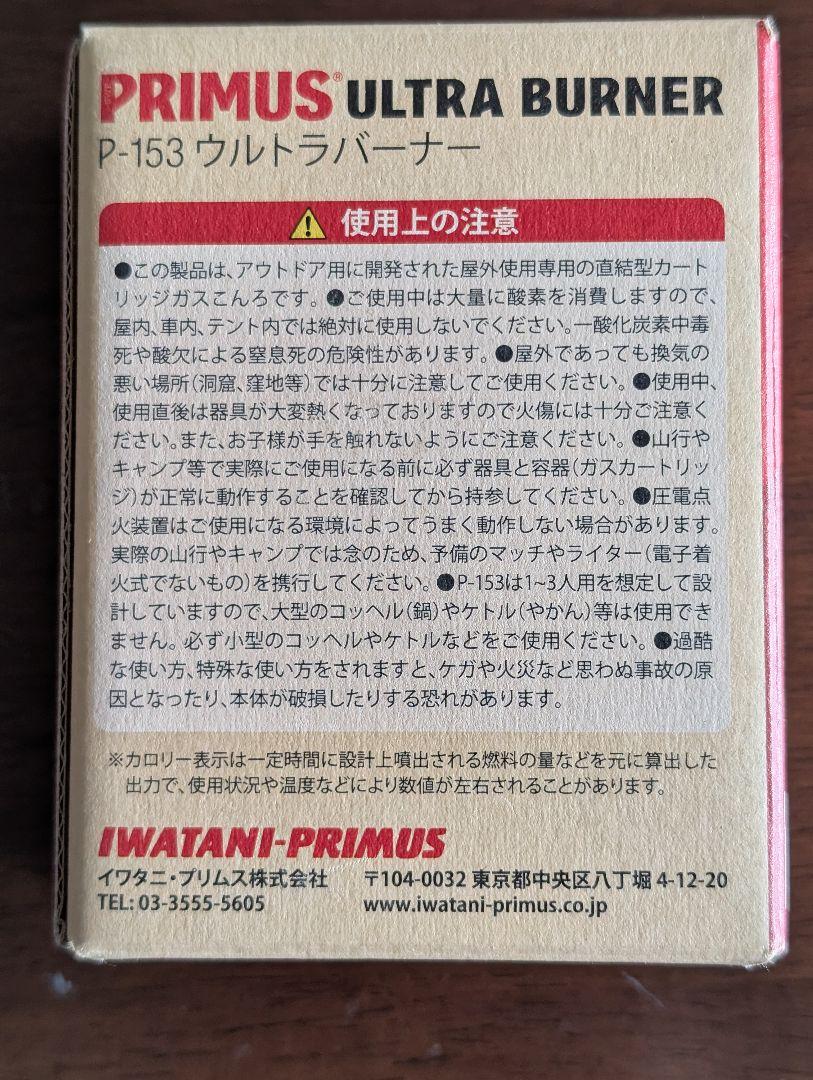 PRIMUS® ULTRA BURNER
P-153 ウルトラバーナー
使用上の注意
●この製品は、アウトドア用に開発された屋外使用専用の直結型カート
リッジガスこんろです。●ご使用中は大量に酸素を消費しますので、
屋内、車内、テント内では絶対に使用しないでください。一酸化炭素中毒
死や酸欠による窒息死の危険性があります。●屋外であっても換気の
悪い場所(洞窟、窪地等)では十分に注意してご使用ください。●使用中、
使用直後は器具が大変熱くなっておりますので火傷には十分ご注意く
ださい。また、お子様が手を触れないようにご注意ください。●山行や
キャンプ等で実際にご使用になる前に必ず器具と容器(ガスカートリッ
ジ)が正常に動作することを確認してから持参してください。●圧電点
火装置はご使用になる環境によってうまく動作しない場合があります。
実際の山行やキャンプでは念のため、予備のマッチやライター(電子着
火式でないもの)を携行してください。●P-153は1~3人用を想定して設
計していますので、大型のコッヘル(鍋)やケトル(やかん)等は使用でき
ません。必ず小型のコッヘルやケトルなどをご使用ください。●過酷
な使い方、特殊な使い方をされますと、ケガや火災など思わぬ事故の原
因となったり、本体が破損したりする恐れがあります。
※カロリー表示は一定時間に設計上噴出される燃料の量などを元に算出した
出力で、使用状況や温度などにより数値が左右されることがあります。
IWATANI-PRIMUS
イワタニ・プリムス株式会社 〒104-0032 東京都中央区八丁堀 4-12-20
TEL: 03-3555-5605 www.iwatani-primus.co.jp